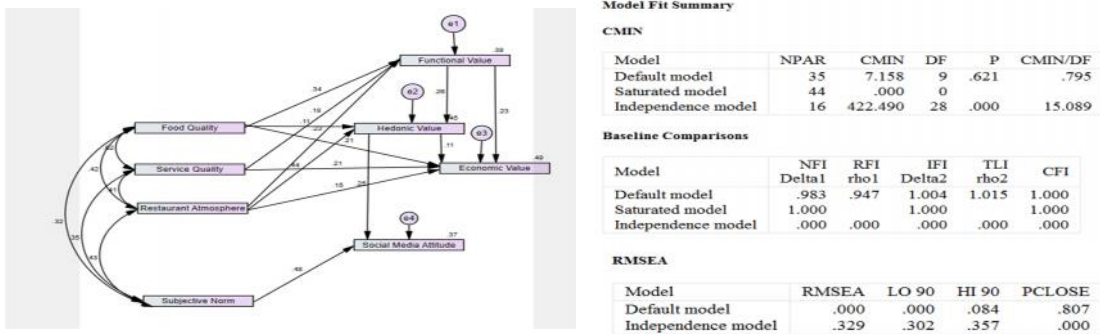 e1
.39
Functional Value
.34
e2
.18
.26
.11
.23
.22
Food Quality
Hedonic Value
e3
.21
.11
.49
.42
Service Quality
.44
.21
Economic Value
Restaurant Atmosphere
.15
e4
.32
.37
.35
Social Media Attitude
.43
.48
Subjective Norm
Model Fit Summary
CMIN
Model NPAR CMIN DF P CMIN/DF
Default model 35 7.158 9 .621 .795
Saturated model 44 .000 0
Independence model 16 422.490 28 .000 15.089
Baseline Comparisons
Model NFI Delta1 RFI rho1 IFI Delta2 TLI rho2 CFI
Default model .983 .947 1.004 1.015 1.000
Saturated model 1.000 1.000 1.000
Independence model .000 .000 .000 .000 .000
RMSEA
Model RMSEA LO 90 HI 90 PCLOSE
Default model .000 .000 .084 .807
Independence model .329 .302 .357 .000